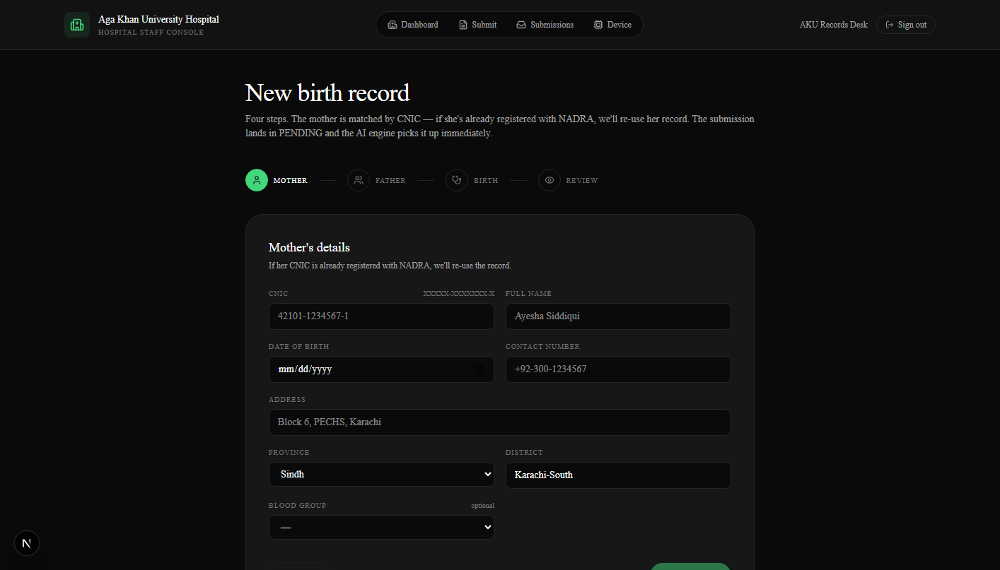 Aga Khan University Hospital
HOSPITAL STAFF CONSOLE
Dashboard
Submit
Submissions
Device
AKU Records Desk
Sign out
New birth record
Four steps. The mother is matched by CNIC — if she's already registered with NADRA, we'll re-use her record. The submission
lands in PENDING and the AI engine picks it up immediately.
MOTHER
FATHER
BIRTH
REVIEW
Mother's details
If her CNIC is already registered with NADRA, we'll re-use the record.
CNIC
XXXXX-XXXXXXX-X
42101-1234567-1
FULL NAME
Ayesha Siddiqui
DATE OF BIRTH
mm/dd/yyyy
CONTACT NUMBER
+92-300-1234567
ADDRESS
Block 6, PECHS, Karachi
PROVINCE
Sindh
DISTRICT
Karachi-South
BLOOD GROUP
optional
—
N